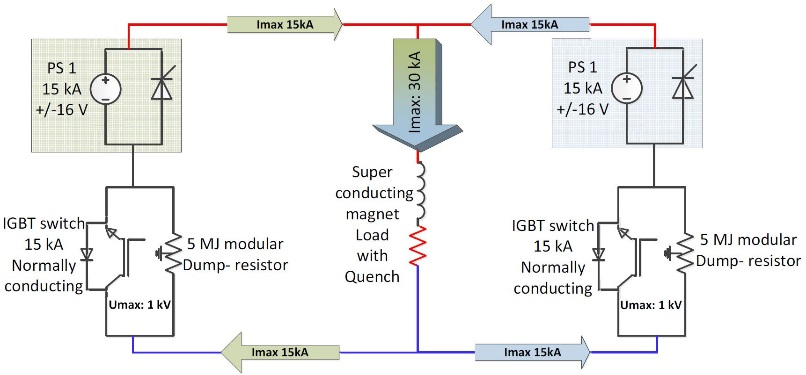 Imax 15kA
Imax 15kA
PS 1
15 kA
+/-16 V
Imax: 30 kA
PS 1
15 kA
+/-16 V
Super
conducting
magnet
Load
with
Quench
IGBT switch
15 kA
Normally
conducting
5 MJ modular
Dump- resistor
Umax: 1 kV
IGBT switch
15 kA
Normally
conducting
5 MJ modular
Dump- resistor
Umax: 1 kV
Imax 15kA
Imax 15kA